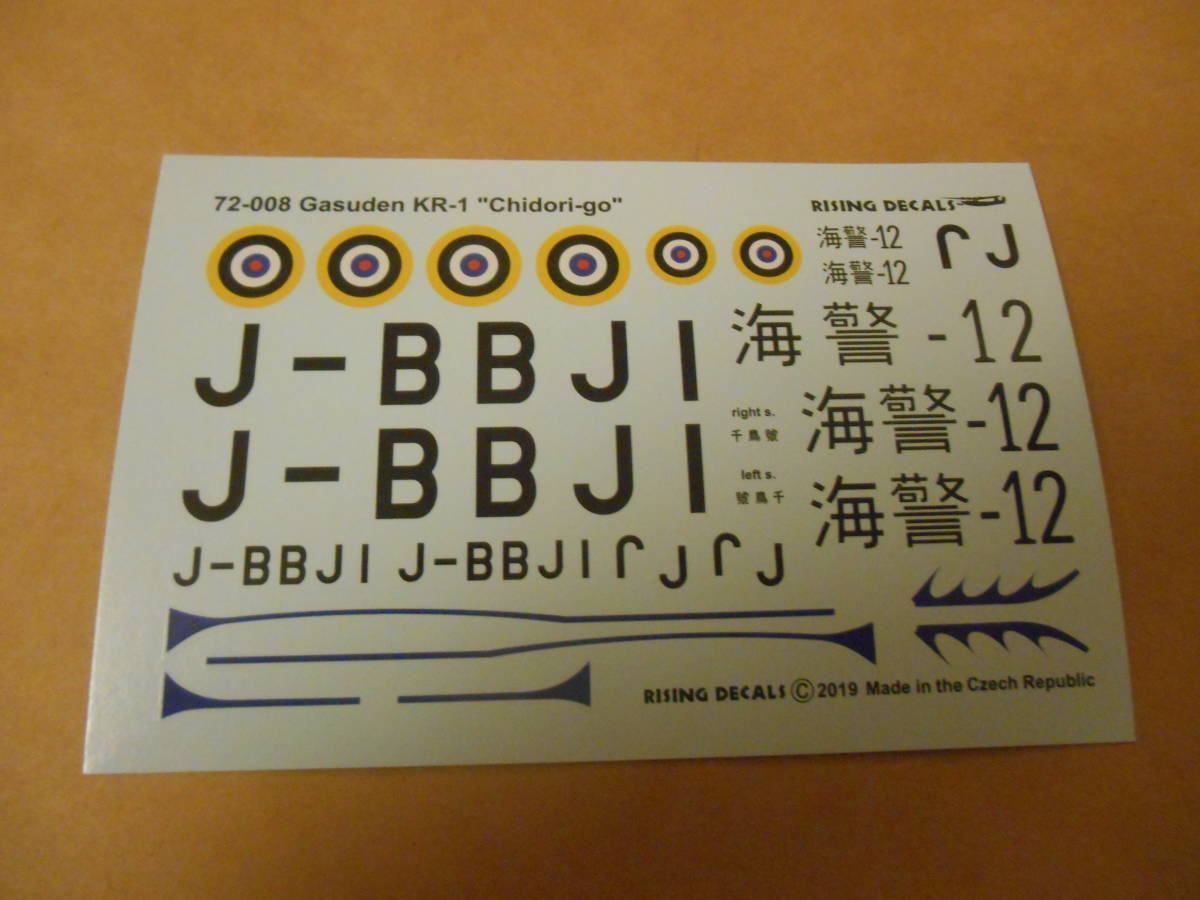 72-008 Gasuden KR-1 "Chidori-go"
RISING DECALS
海警-12
海警-12
J
J
海警-12
J-BBJI
right s.
千鳥號
海警-12
J-BBJI
left s.
號鳥千
海警-12
J-BBJI J-BBJI J J J J
RISING DECALS © 2019 Made in the Czech Republic